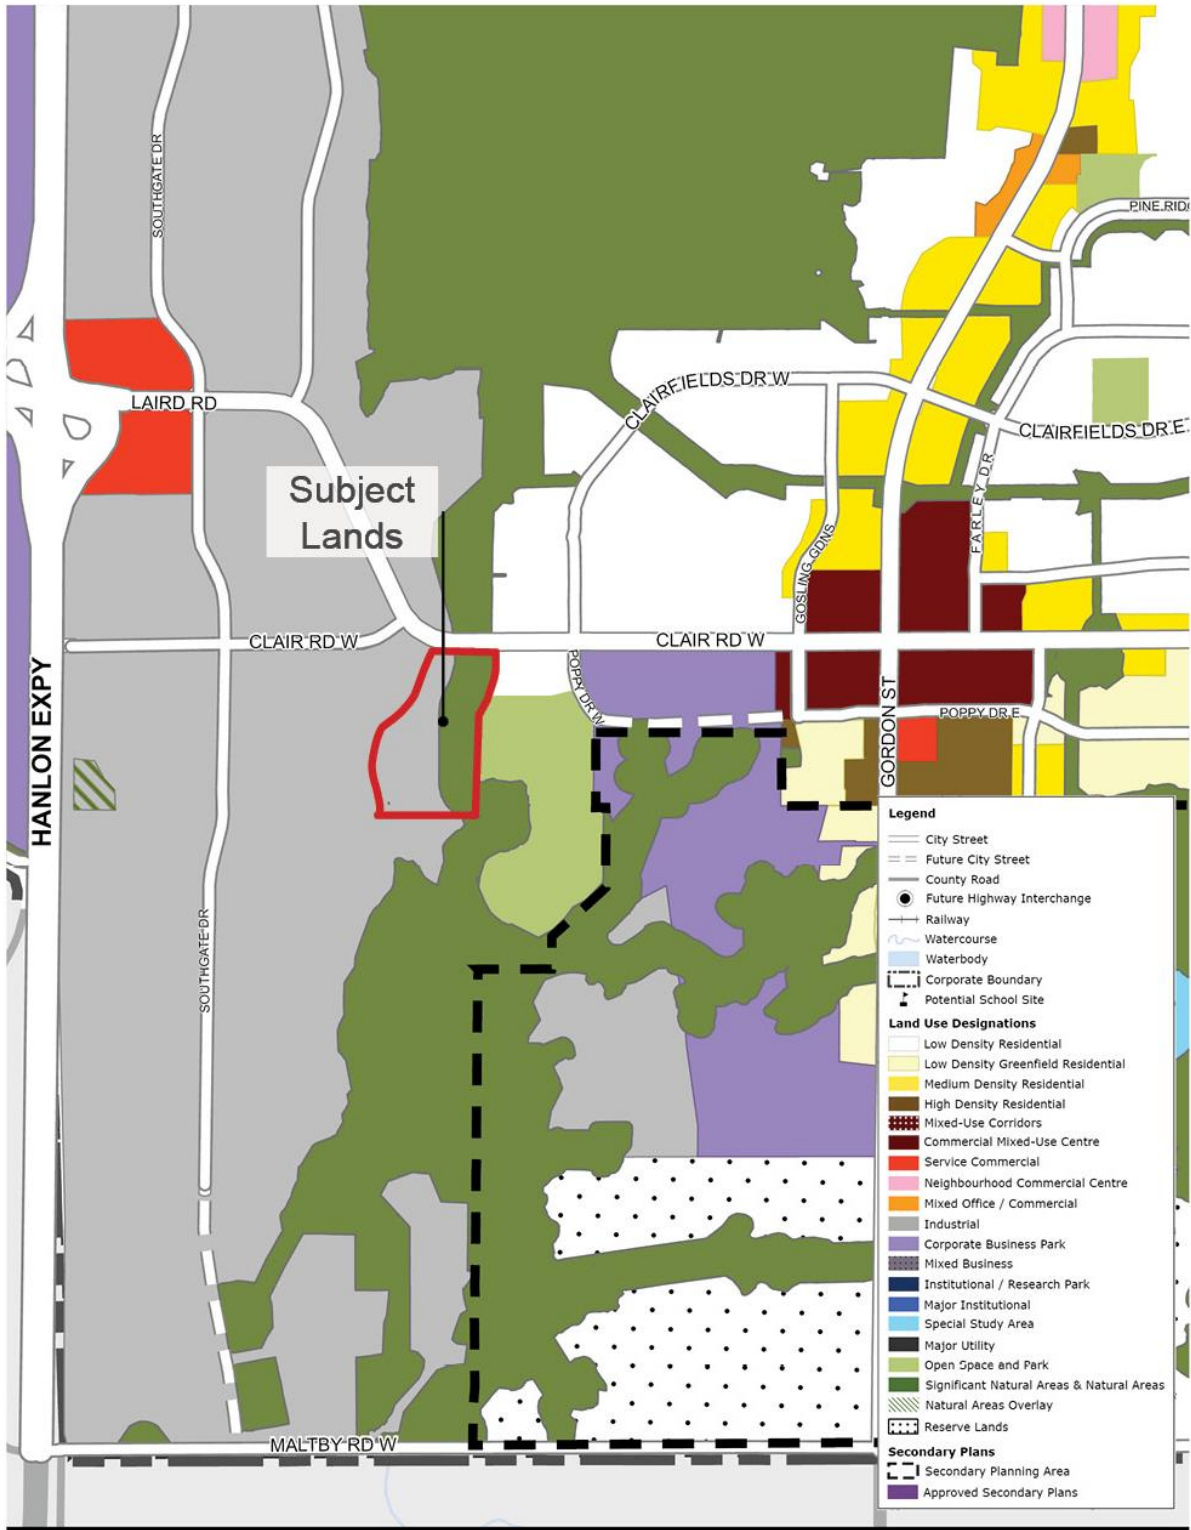 SOUTHGATE DR
PINE RIDG
LAIRD RD
CLAIRFIELDS DR W
CLAIRFIELDS DR E
FARLEY DR
Subject
Lands
GOSLING GDNS
CLAIR RD W
CLAIR RD W
POPPY DR W
HANLON EXPY
GORDON ST
POPPY DR E
SOUTHGATE DR
MALTBY RD W
Legend
City Street
Future City Street
County Road
Future Highway Interchange
Railway
Watercourse
Waterbody
Corporate Boundary
Potential School Site
Land Use Designations
Low Density Residential
Low Density Greenfield Residential
Medium Density Residential
High Density Residential
Mixed-Use Corridors
Commercial Mixed-Use Centre
Service Commercial
Neighbourhood Commercial Centre
Mixed Office / Commercial
Industrial
Corporate Business Park
Mixed Business
Institutional / Research Park
Major Institutional
Special Study Area
Major Utility
Open Space and Park
Significant Natural Areas & Natural Areas
Natural Areas Overlay
Reserve Lands
Secondary Plans
Secondary Planning Area
Approved Secondary Plans